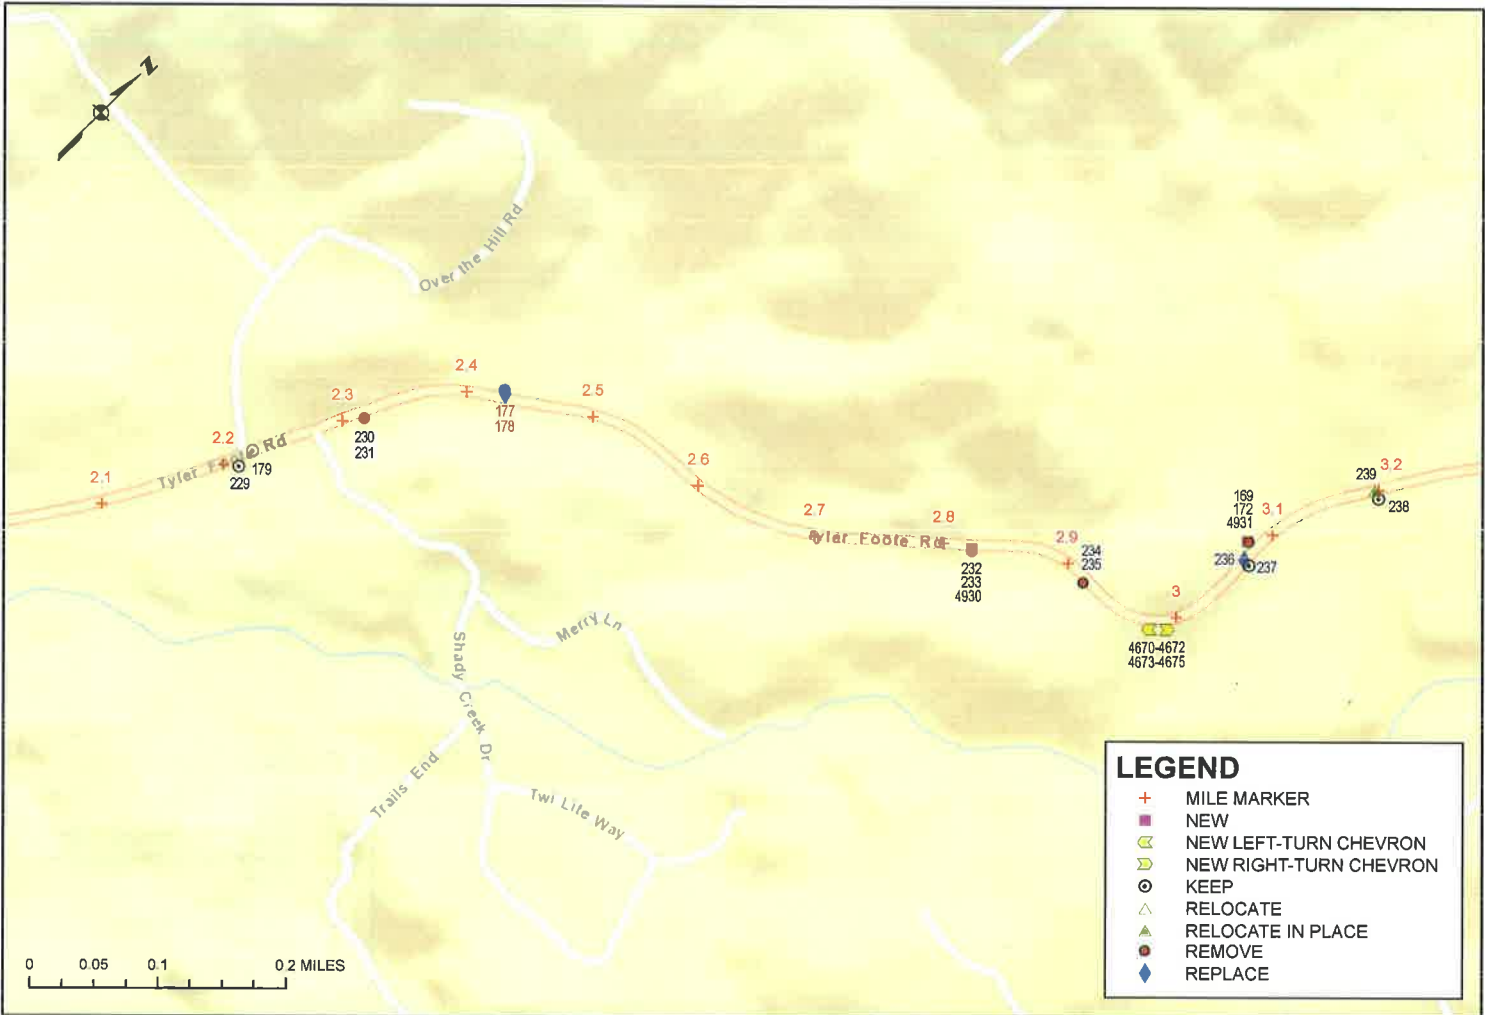 N
Over the Hill Rd
2.1
2.2
2.3
2.4
2.5
2.6
2.7
2.8
2.9
3
3.1
3.2
Tyler Foote Rd
179
229
230
231
177
178
Tyler Foote Rd
232
233
4930
234
235
4670-4672
4673-4675
169
172
4931
236
237
239
238
Merry Ln
Shady Creek Dr
Trails End
Twi Lite Way
0 0.05 0.1 0.2 MILES
LEGEND
MILE MARKER
NEW
NEW LEFT-TURN CHEVRON
NEW RIGHT-TURN CHEVRON
KEEP
RELOCATE
RELOCATE IN PLACE
REMOVE
REPLACE